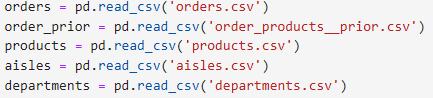 orders = pd.read_csv('orders.csv')
order_prior = pd.read_csv('order_products__prior.csv')
products = pd.read_csv('products.csv')
aisles = pd.read_csv('aisles.csv')
departments = pd.read_csv('departments.csv')